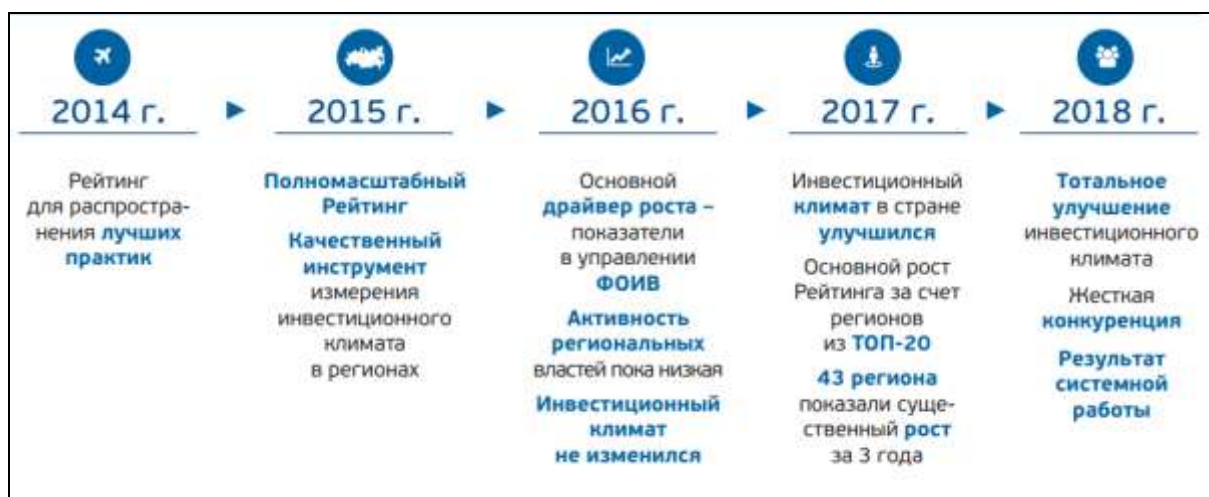 2014 г.
Рейтинг
для распростра-
нения лучших
практик
2015 г.
Полномасштабный
Рейтинг
Качественный
инструмент
измерения
инвестиционного
климата
в регионах
2016 г.
Основной
драйвер роста –
показатели
в управлении
ФОИВ
Активность
региональных
властей пока низкая
Инвестиционный
климат
не изменился
2017 г.
Инвестиционный
климат в стране
улучшился
Основной рост
Рейтинга за счет
регионов
из ТОП-20
43 региона
показали суще-
ственный рост
за 3 года
2018 г.
Тотальное
улучшение
инвестиционного
климата
Жесткая
конкуренция
Результат
системной
работы